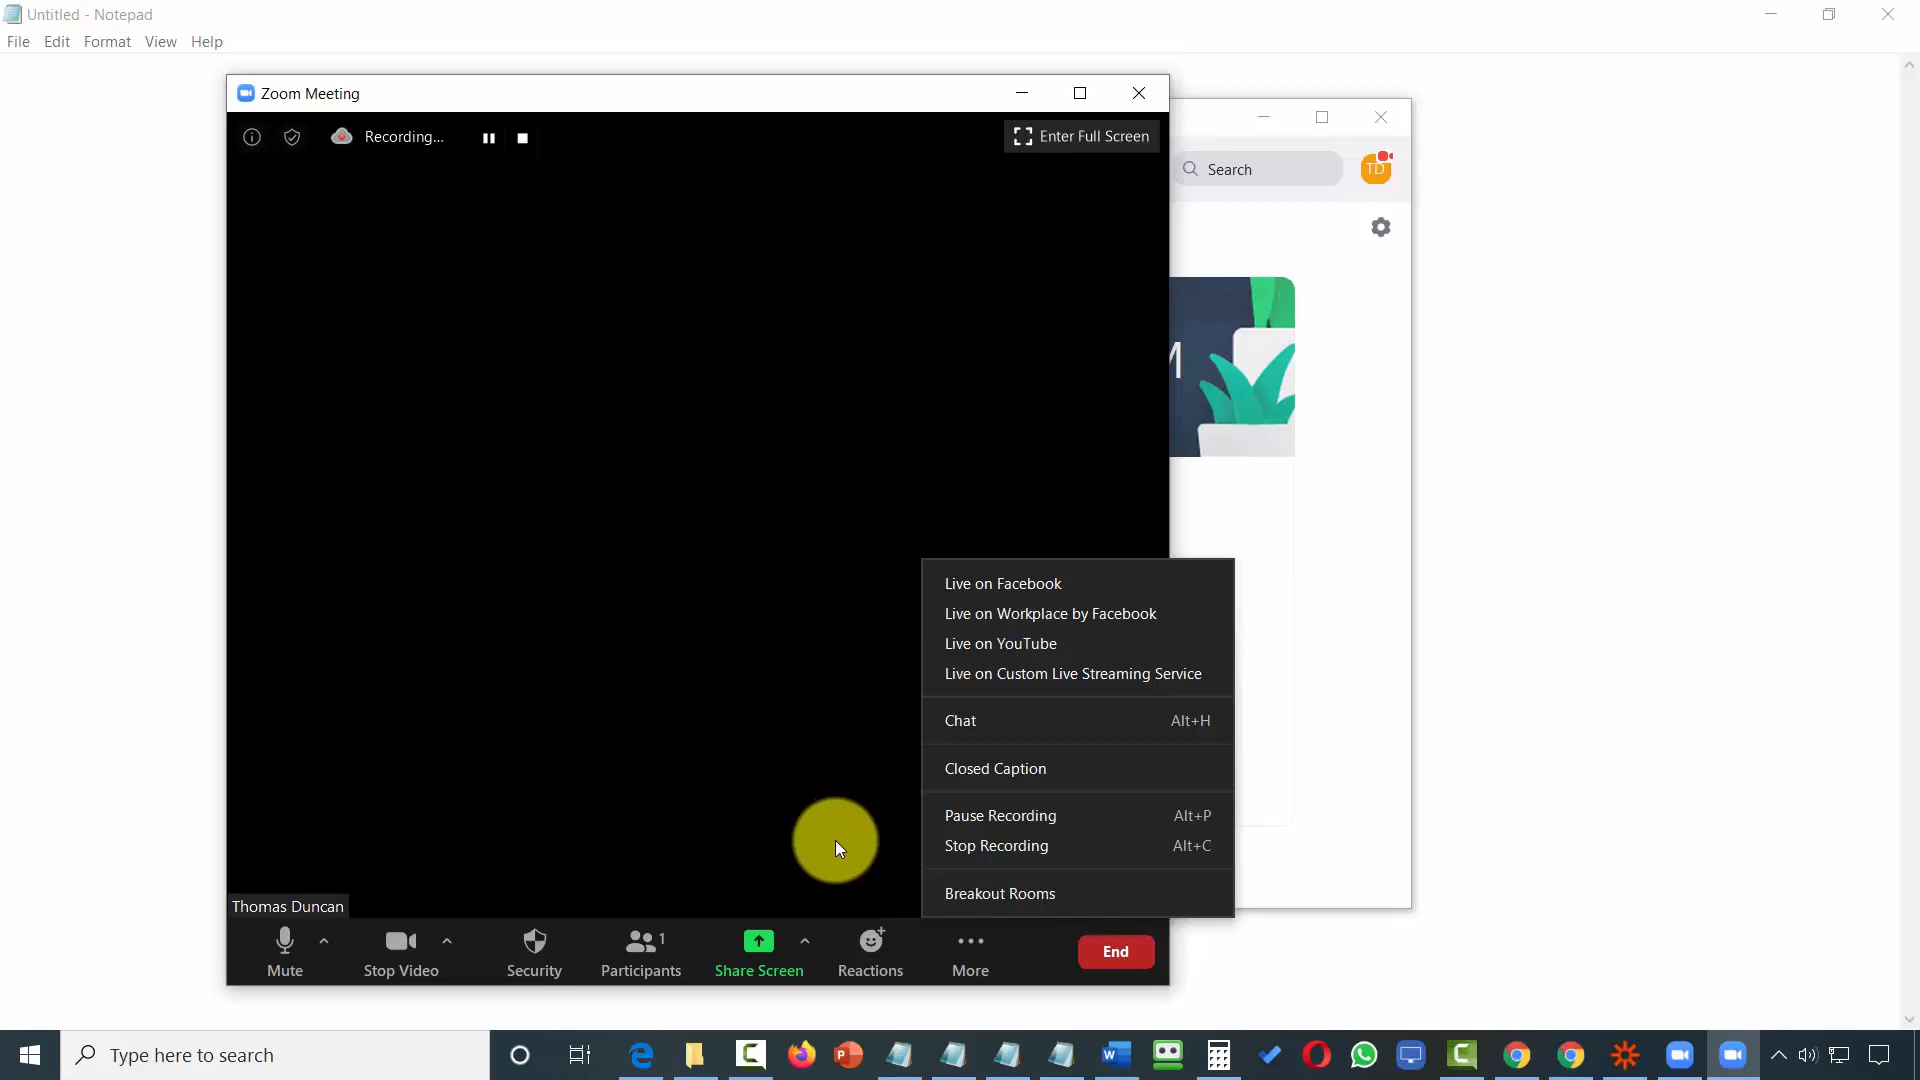 Untitled - Notepad
File Edit Format View Help
Zoom Meeting
Recording...
Enter Full Screen
Search
TD
M
Live on Facebook
Live on Workplace by Facebook
Live on YouTube
Live on Custom Live Streaming Service
Chat Alt+H
Closed Caption
Pause Recording Alt+P
Stop Recording Alt+C
Breakout Rooms
Thomas Duncan
1
Mute Stop Video Security Participants Share Screen Reactions More
End
Type here to search